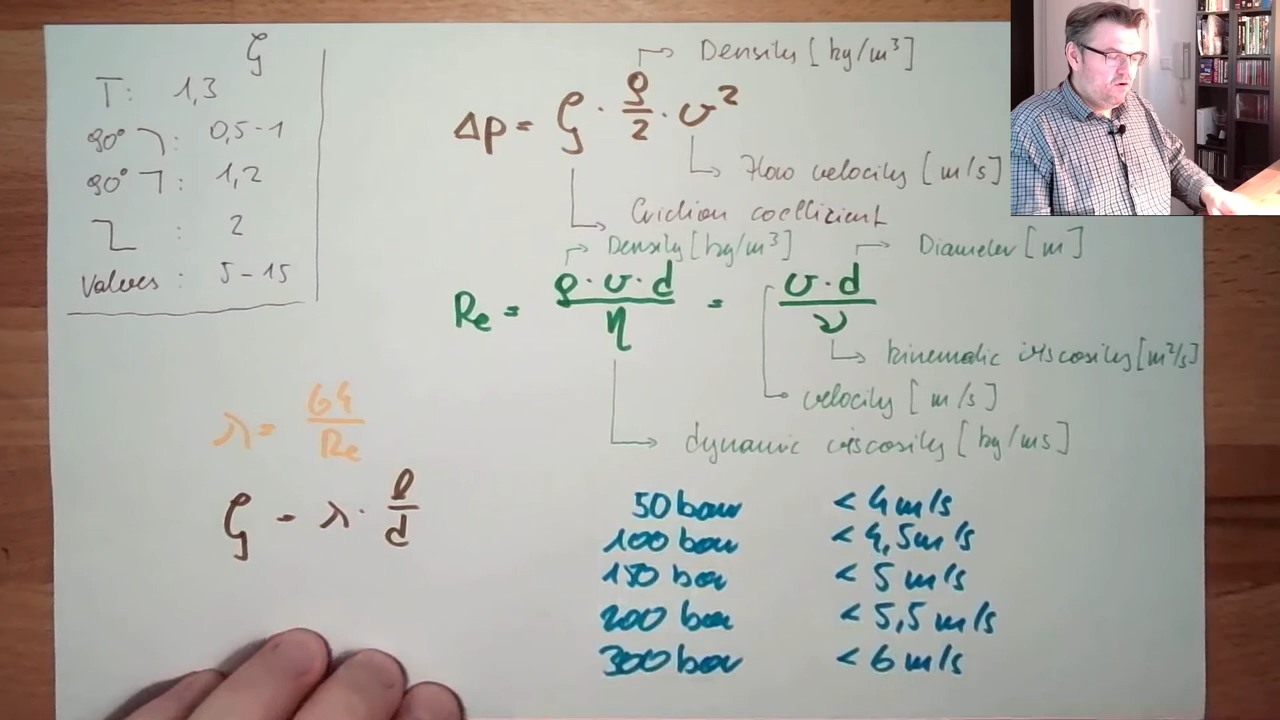 ζ
T: 1,3
90° ⌝: 0,5-1
90° ㄱ: 1,2
: 2
Valves: 5-15
Δp = ζ · ρ/2 · v²
Density [kg/m³]
Flow velocity [m/s]
Friction coefficient
Re = ρ·v·d/η = v·d/ν
Density [kg/m³]
Diameter [m]
kinematic viscosity [m²/s]
velocity [m/s]
dynamic viscosity [kg/ms]
λ = 64/Re
ζ = λ · l/d
50 bar < 4 m/s
100 bar < 4,5 m/s
150 bar < 5 m/s
200 bar < 5,5 m/s
300 bar < 6 m/s